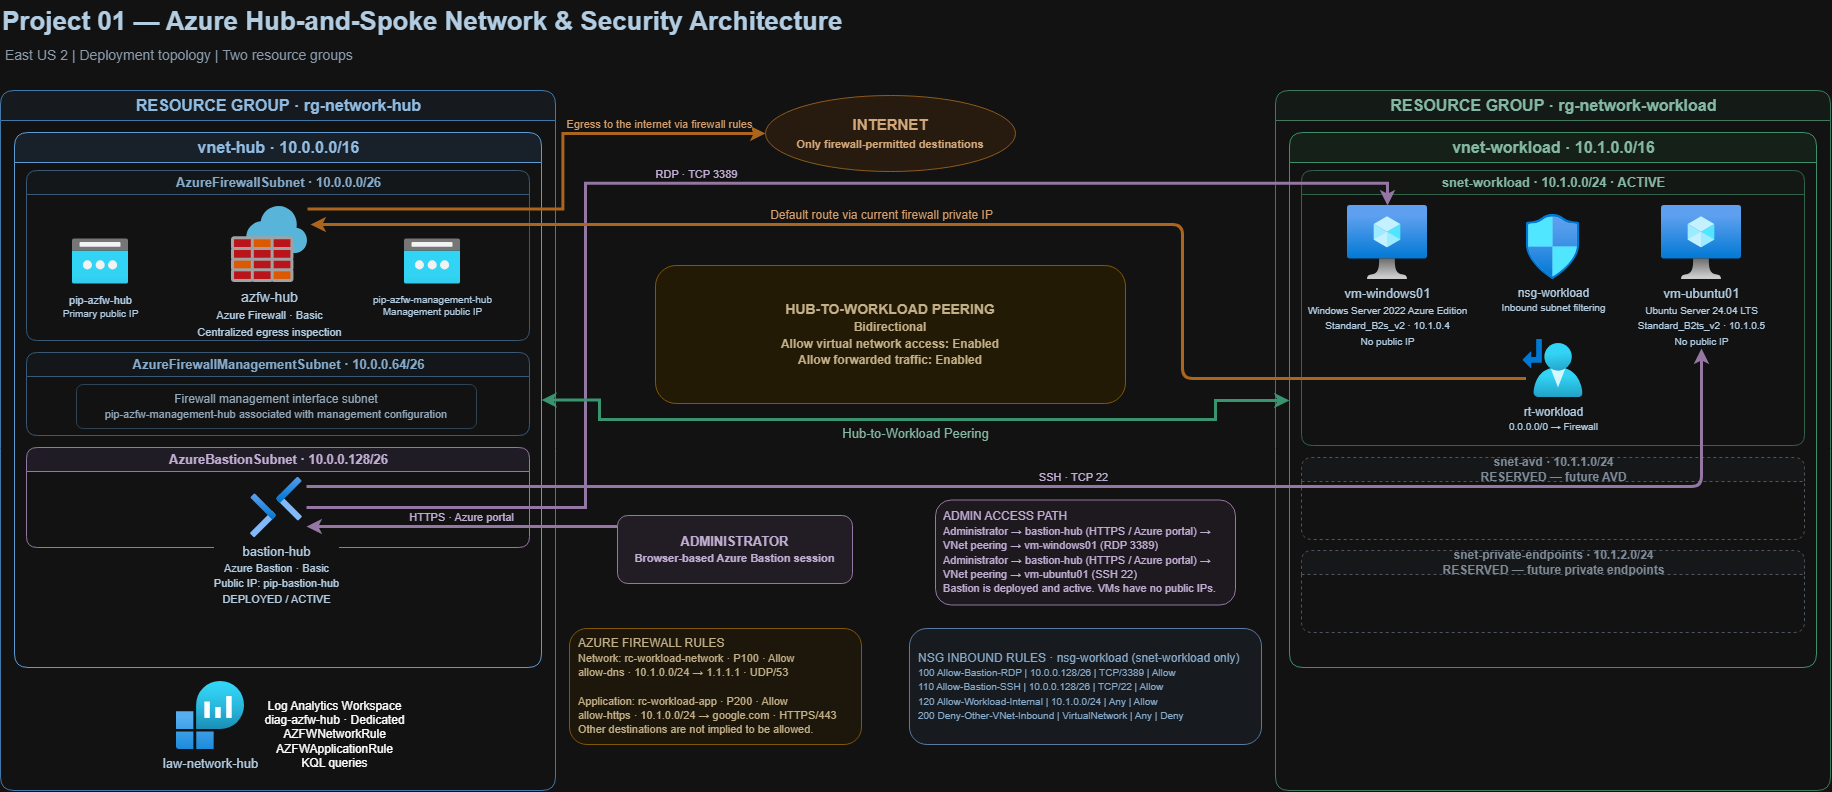 Project 01 — Azure Hub-and-Spoke Network & Security Architecture
East US 2 | Deployment topology | Two resource groups
RESOURCE GROUP · rg-network-hub
vnet-hub · 10.0.0.0/16
AzureFirewallSubnet · 10.0.0.0/26
pip-azfw-hub
Primary public IP
azfw-hub
Azure Firewall · Basic
Centralized egress inspection
pip-azfw-management-hub
Management public IP
AzureFirewallManagementSubnet · 10.0.0.64/26
Firewall management interface subnet
pip-azfw-management-hub associated with management configuration
AzureBastionSubnet · 10.0.0.128/26
HTTPS · Azure portal
bastion-hub
Azure Bastion · Basic
Public IP: pip-bastion-hub
DEPLOYED / ACTIVE
law-network-hub
Log Analytics Workspace
diag-azfw-hub · Dedicated
AZFWNetworkRule
AZFWApplicationRule
KQL queries
Egress to the internet via firewall rules
INTERNET
Only firewall-permitted destinations
RDP · TCP 3389
Default route via current firewall private IP
HUB-TO-WORKLOAD PEERING
Bidirectional
Allow virtual network access: Enabled
Allow forwarded traffic: Enabled
Hub-to-Workload Peering
SSH · TCP 22
ADMINISTRATOR
Browser-based Azure Bastion session
ADMIN ACCESS PATH
Administrator → bastion-hub (HTTPS / Azure portal) →
VNet peering → vm-windows01 (RDP 3389)
Administrator → bastion-hub (HTTPS / Azure portal) →
VNet peering → vm-ubuntu01 (SSH 22)
Bastion is deployed and active. VMs have no public IPs.
AZURE FIREWALL RULES
Network: rc-workload-network · P100 · Allow
allow-dns · 10.1.0.0/24 → 1.1.1.1 · UDP/53
Application: rc-workload-app · P200 · Allow
allow-https · 10.1.0.0/24 → google.com · HTTPS/443
Other destinations are not implied to be allowed.
NSG INBOUND RULES · nsg-workload (snet-workload only)
100 Allow-Bastion-RDP | 10.0.0.128/26 | TCP/3389 | Allow
110 Allow-Bastion-SSH | 10.0.0.128/26 | TCP/22 | Allow
120 Allow-Workload-Internal | 10.1.0.0/24 | Any | Allow
200 Deny-Other-VNet-Inbound | VirtualNetwork | Any | Deny
RESOURCE GROUP · rg-network-workload
vnet-workload · 10.1.0.0/16
snet-workload · 10.1.0.0/24 · ACTIVE
vm-windows01
Windows Server 2022 Azure Edition
Standard_B2s_v2 · 10.1.0.4
No public IP
nsg-workload
Inbound subnet filtering
vm-ubuntu01
Ubuntu Server 24.04 LTS
Standard_B2ts_v2 · 10.1.0.5
No public IP
rt-workload
0.0.0.0/0 → Firewall
snet-avd · 10.1.1.0/24
RESERVED — future AVD
snet-private-endpoints · 10.1.2.0/24
RESERVED — future private endpoints